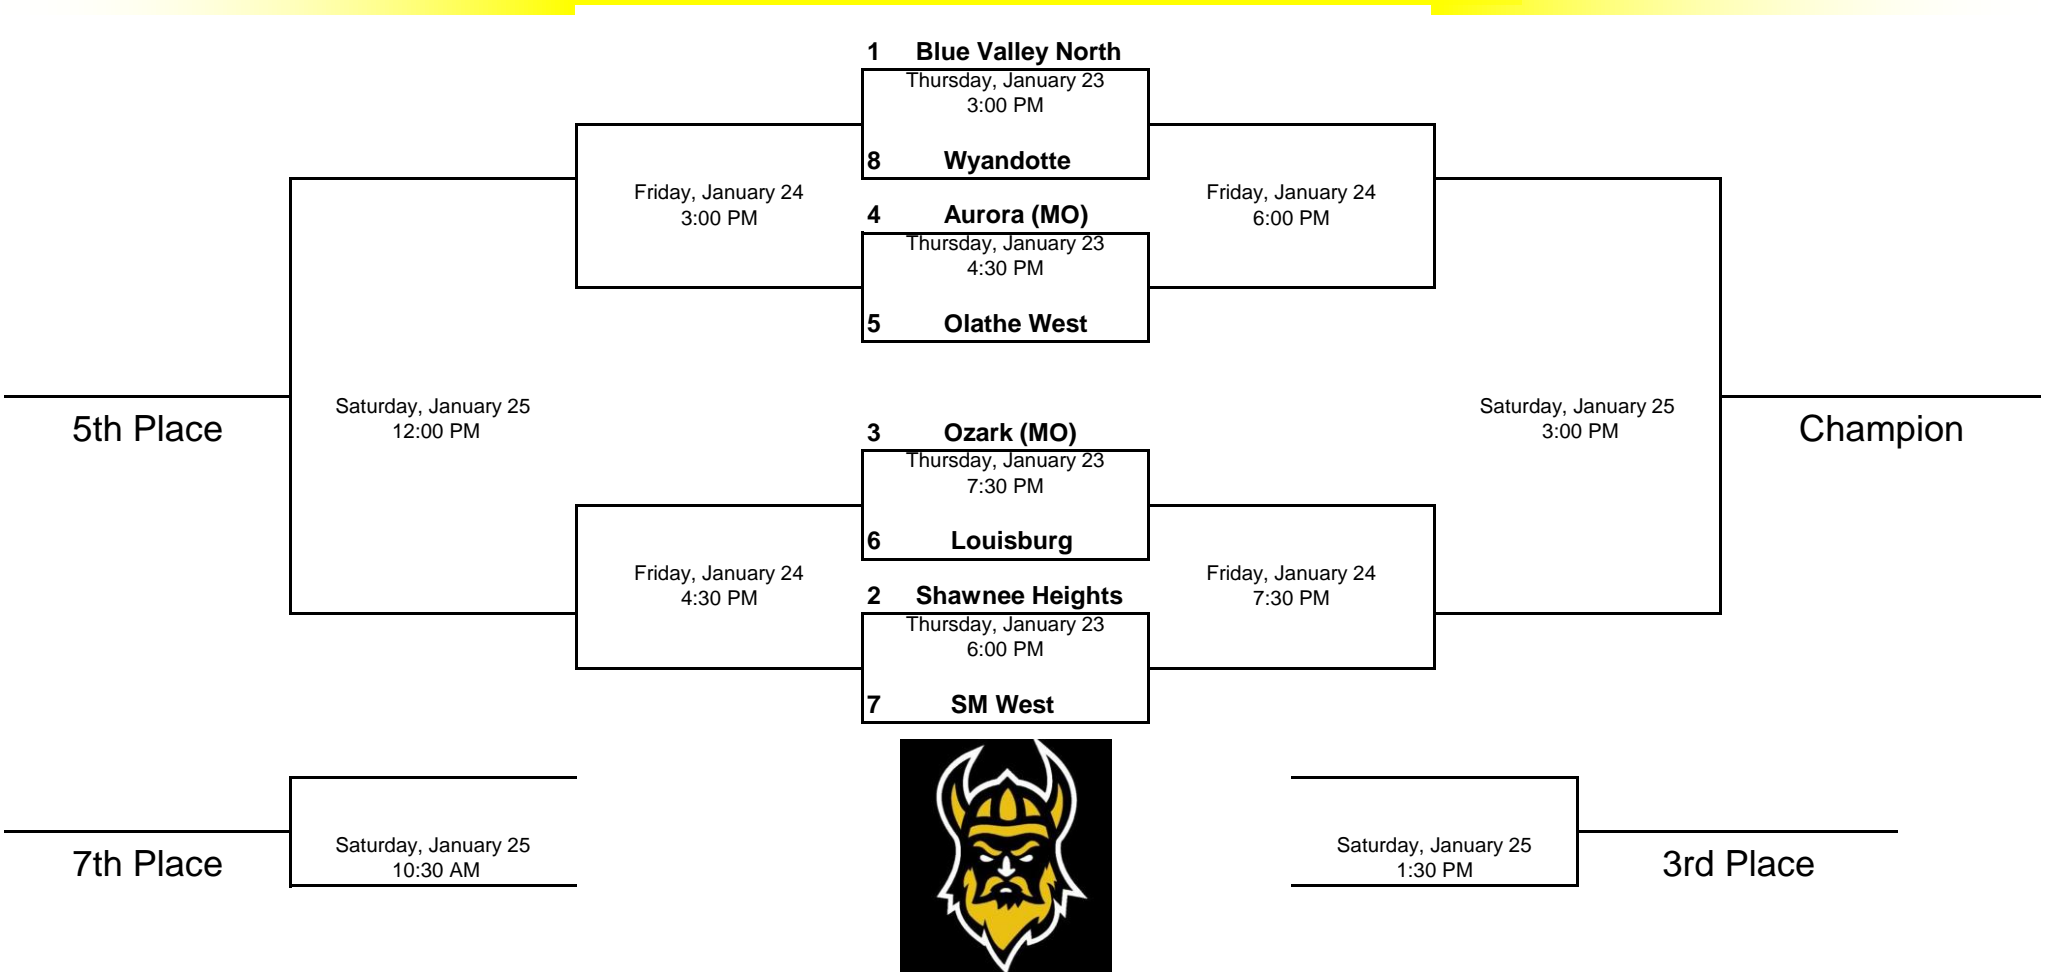 1 Blue Valley North
Thursday, January 23
3:00 PM
8 Wyandotte
Friday, January 24
3:00 PM
Friday, January 24
6:00 PM
4 Aurora (MO)
Thursday, January 23
4:30 PM
5 Olathe West
Saturday, January 25
12:00 PM
5th Place
Saturday, January 25
3:00 PM
Champion
3 Ozark (MO)
Thursday, January 23
7:30 PM
6 Louisburg
Friday, January 24
4:30 PM
Friday, January 24
7:30 PM
2 Shawnee Heights
Thursday, January 23
6:00 PM
7 SM West
Saturday, January 25
10:30 AM
7th Place
Saturday, January 25
1:30 PM
3rd Place